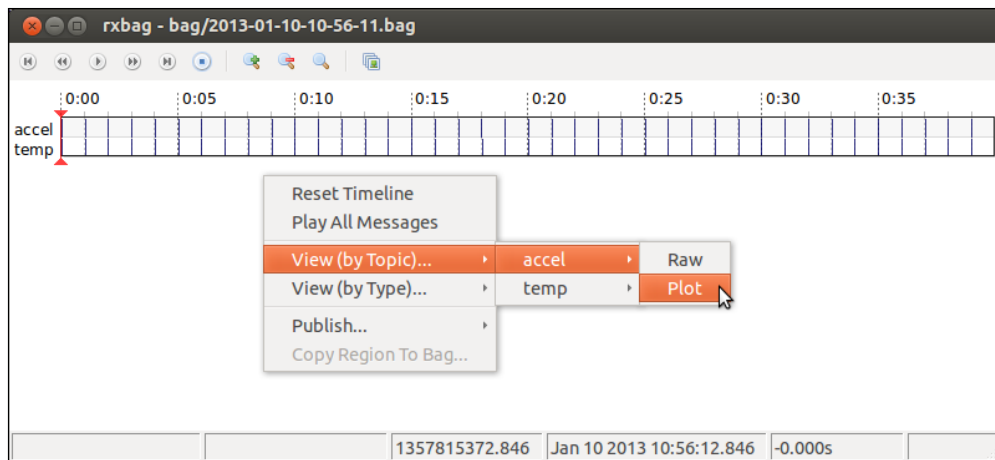 rxbag - bag/2013-01-10-10-56-11.bag
0:00 0:05 0:10 0:15 0:20 0:25 0:30 0:35
accel
temp
Reset Timeline
Play All Messages
View (by Topic)... accel Raw
View (by Type)... temp Plot
Publish...
Copy Region To Bag...
1357815372.846 Jan 10 2013 10:56:12.846 -0.000s